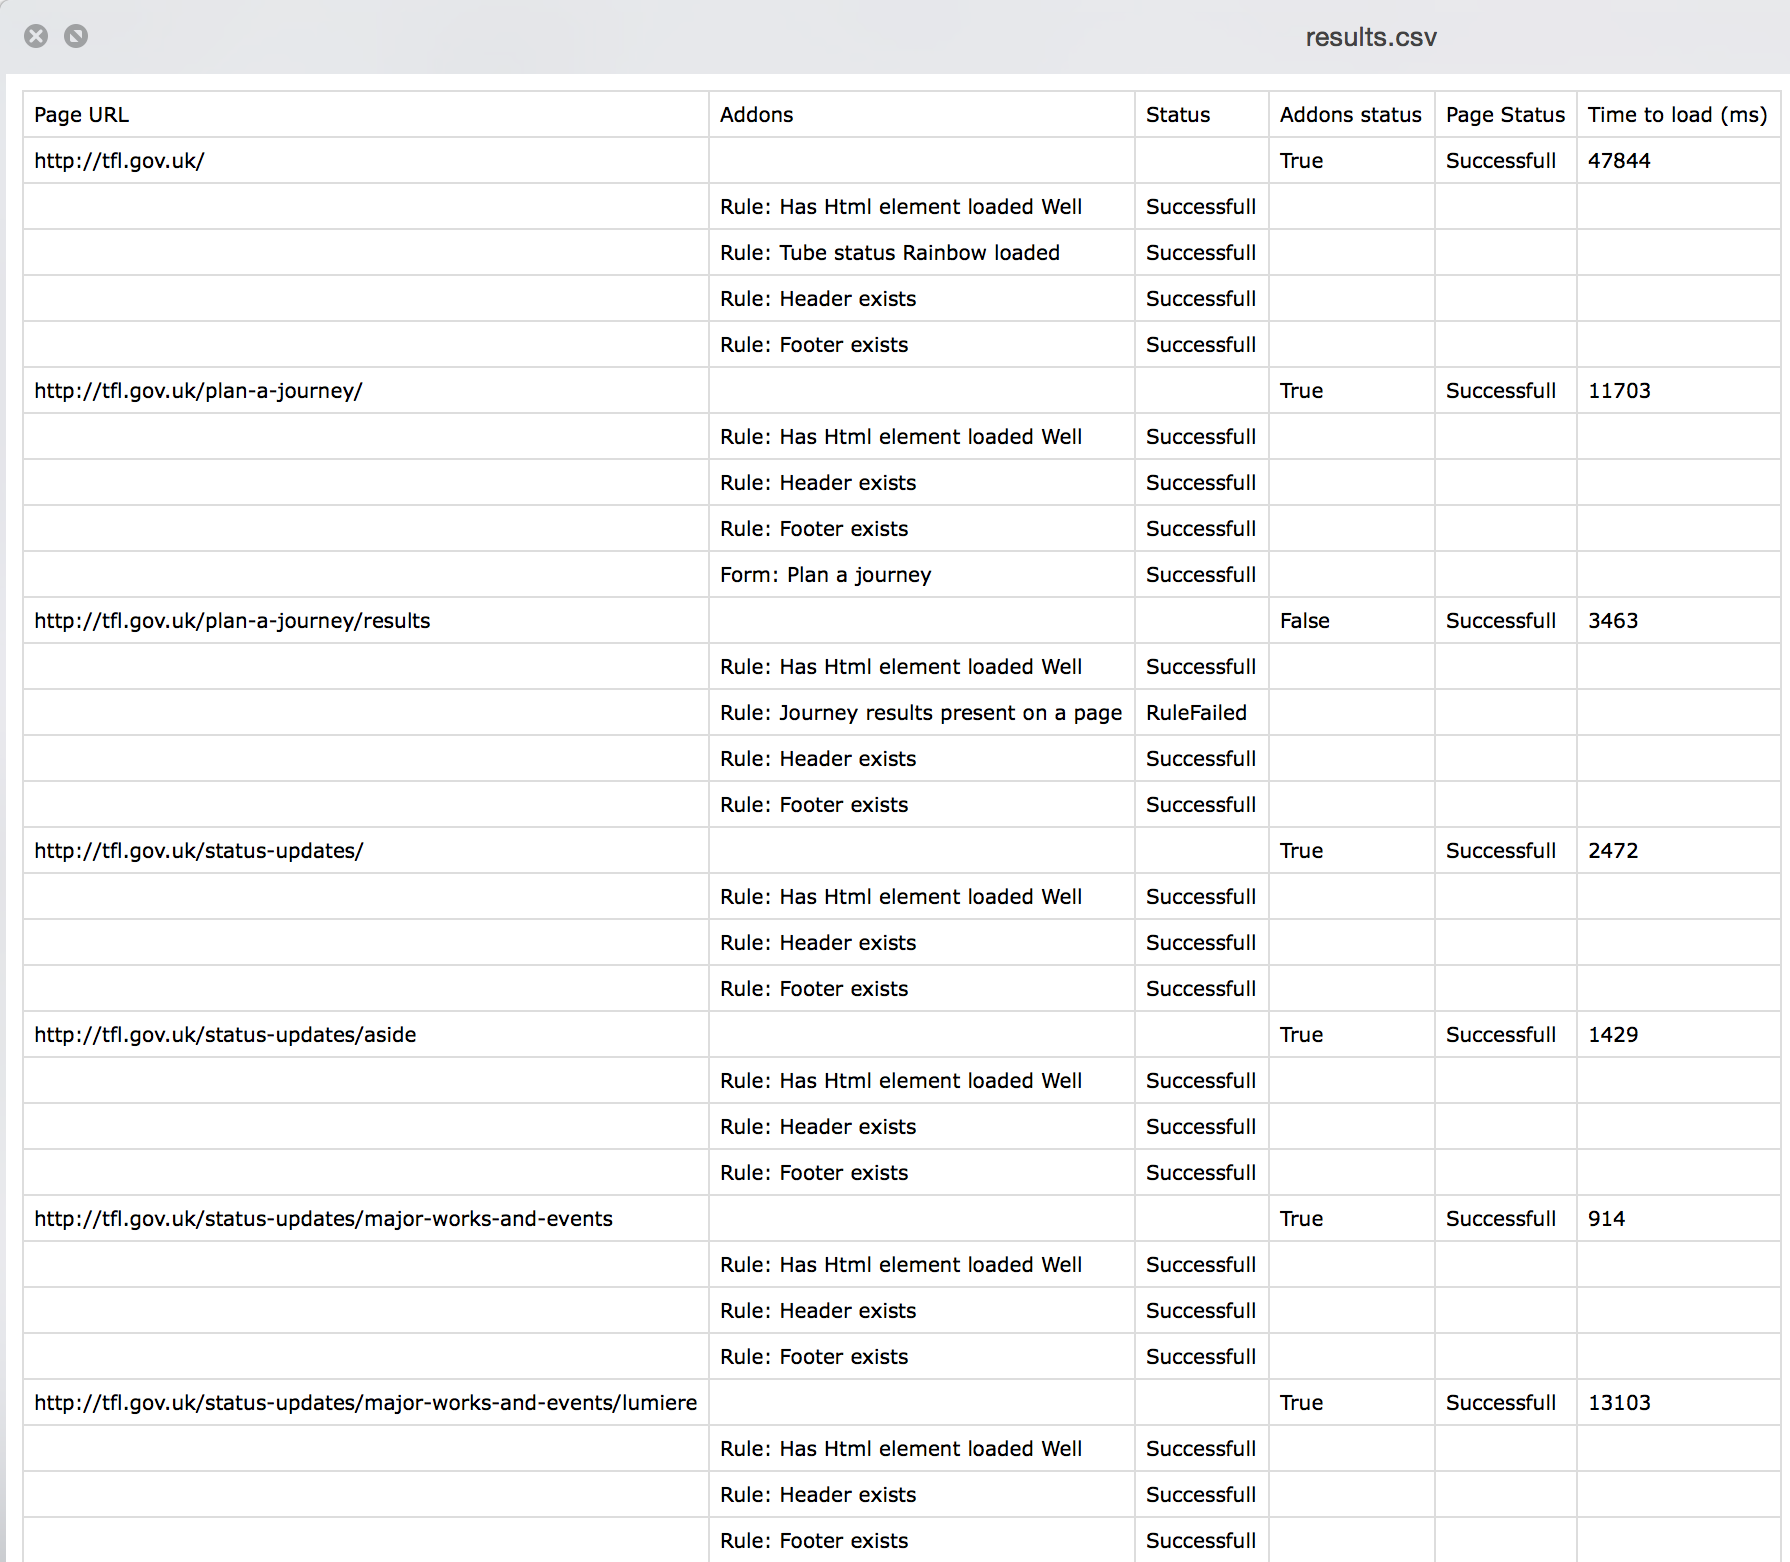 results.csv
Page URL Addons Status Addons status Page Status Time to load (ms)
http://tfl.gov.uk/ True Successfull 47844
Rule: Has Html element loaded Well Successfull
Rule: Tube status Rainbow loaded Successfull
Rule: Header exists Successfull
Rule: Footer exists Successfull
http://tfl.gov.uk/plan-a-journey/ True Successfull 11703
Rule: Has Html element loaded Well Successfull
Rule: Header exists Successfull
Rule: Footer exists Successfull
Form: Plan a journey Successfull
http://tfl.gov.uk/plan-a-journey/results False Successfull 3463
Rule: Has Html element loaded Well Successfull
Rule: Journey results present on a page RuleFailed
Rule: Header exists Successfull
Rule: Footer exists Successfull
http://tfl.gov.uk/status-updates/ True Successfull 2472
Rule: Has Html element loaded Well Successfull
Rule: Header exists Successfull
Rule: Footer exists Successfull
http://tfl.gov.uk/status-updates/aside True Successfull 1429
Rule: Has Html element loaded Well Successfull
Rule: Header exists Successfull
Rule: Footer exists Successfull
http://tfl.gov.uk/status-updates/major-works-and-events True Successfull 914
Rule: Has Html element loaded Well Successfull
Rule: Header exists Successfull
Rule: Footer exists Successfull
http://tfl.gov.uk/status-updates/major-works-and-events/lumiere True Successfull 13103
Rule: Has Html element loaded Well Successfull
Rule: Header exists Successfull
Rule: Footer exists Successfull